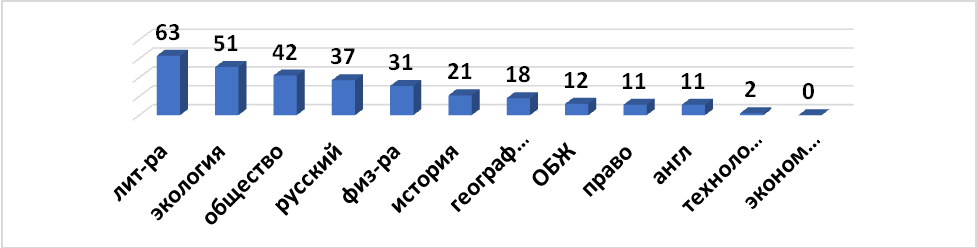 63
51
42
37
31
21
18
12
11
11
2
0
лит-ра
экология
общество
русский
физ-ра
история
географ...
ОБЖ
право
англ
техноло...
эконом...